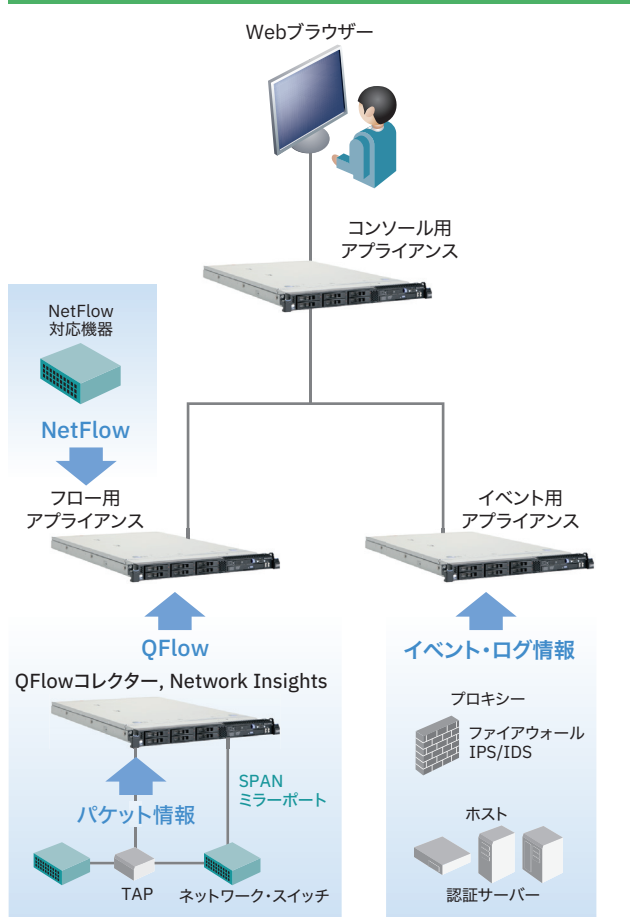 Webブラウザー
コンソール用
アプライアンス
NetFlow
対応機器
NetFlow
フロー用
アプライアンス
イベント用
アプライアンス
QFlow
QFlowコレクター, Network Insights
SPAN
ミラーポート
パケット情報
TAP
ネットワーク・スイッチ
イベント・ログ情報
プロキシー
ファイアウォール
IPS/IDS
ホスト
認証サーバー